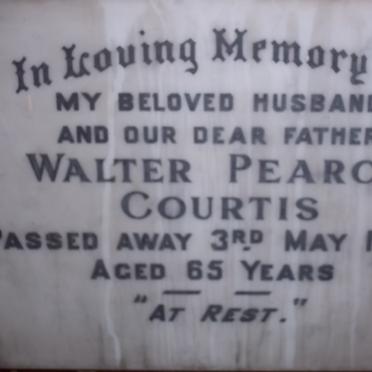 In Loving Memory
MY BELOVED HUSBAN
AND OUR DEAR FATHER
WALTER PEARC
COURTIS
PASSED AWAY 3RD MAY
AGED 65 YEARS
"AT REST."